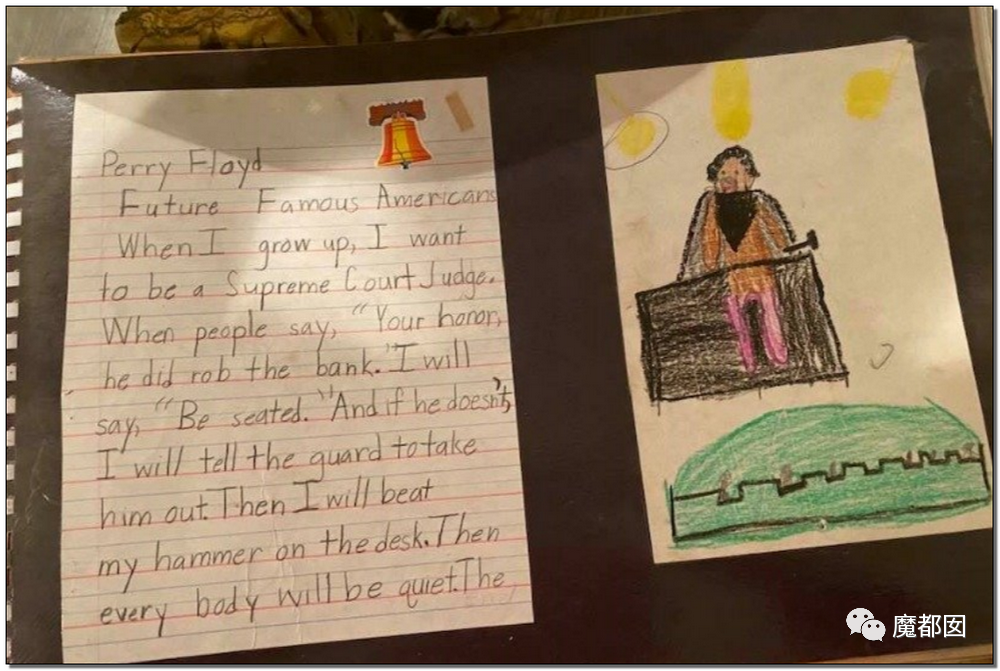 Perry Floyd
Future Famous Americans
When I grow up, I want
to be a Supreme Court Judge.
When people say, "Your honor,
he did rob the bank." I will
say, "Be seated." And if he doesn't,
I will tell the guard to take
him out. Then I will beat
my hammer on the desk. Then
every body will be quiet. The
魔都囡